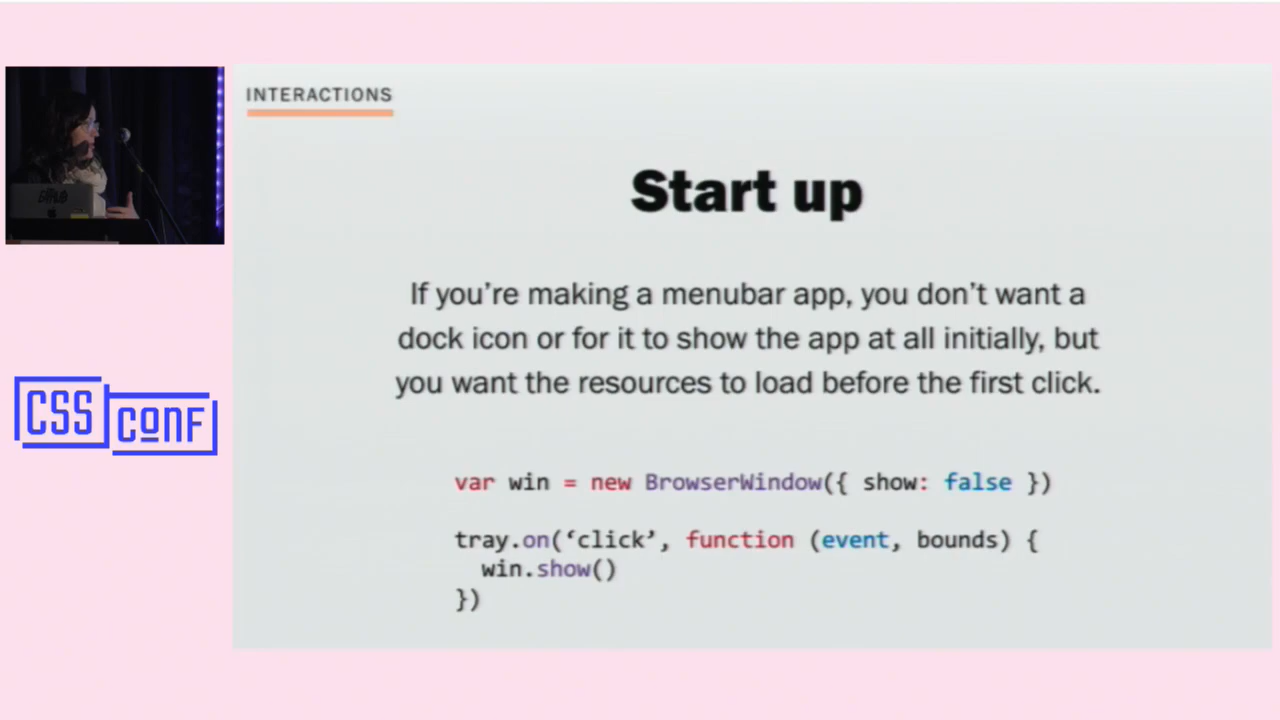 INTERACTIONS
Start up
If you’re making a menubar app, you don’t want a
dock icon or for it to show the app at all initially, but
you want the resources to load before the first click.
var win = new BrowserWindow({ show: false })
tray.on(‘click’, function (event, bounds) {
win.show()
})
CSS
CONF